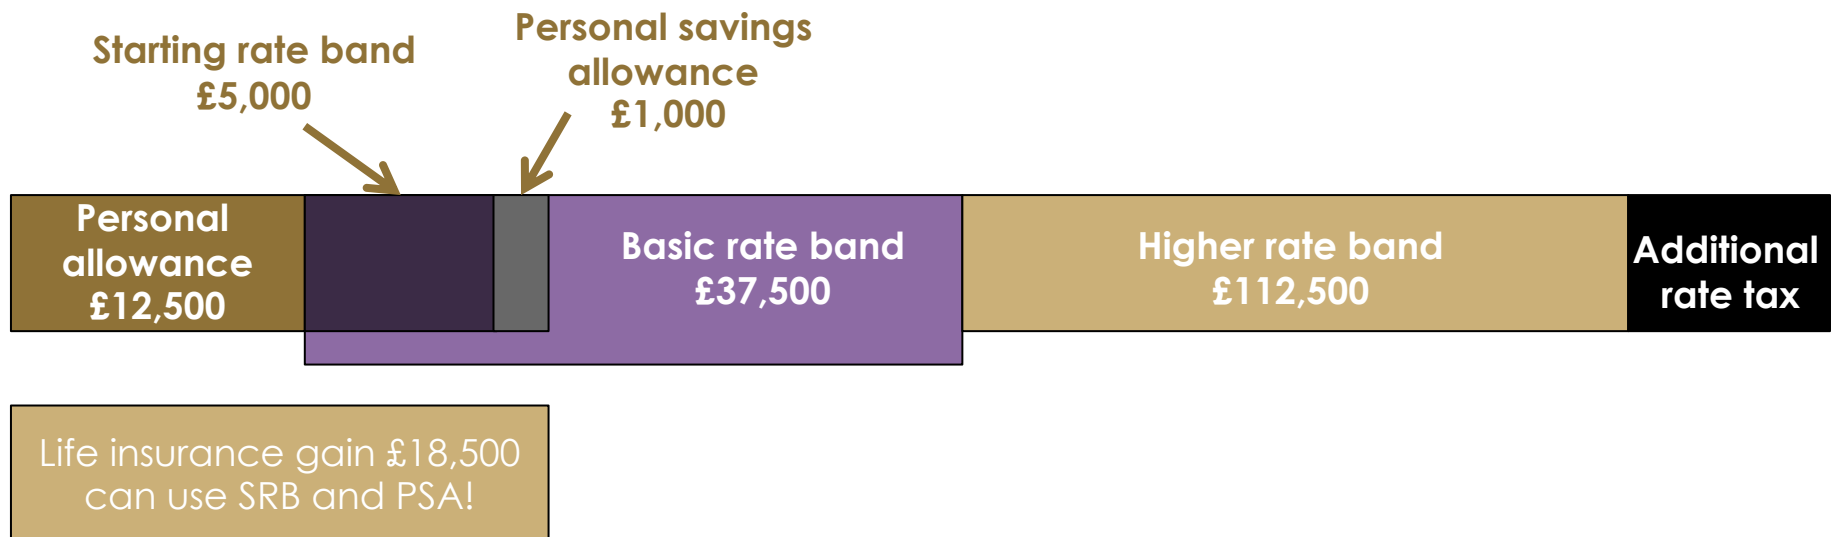 Starting rate band
£5,000
Personal savings
allowance
£1,000
Personal
allowance
£12,500
Basic rate band
£37,500
Higher rate band
£112,500
Additional
rate tax
Life insurance gain £18,500
can use SRB and PSA!